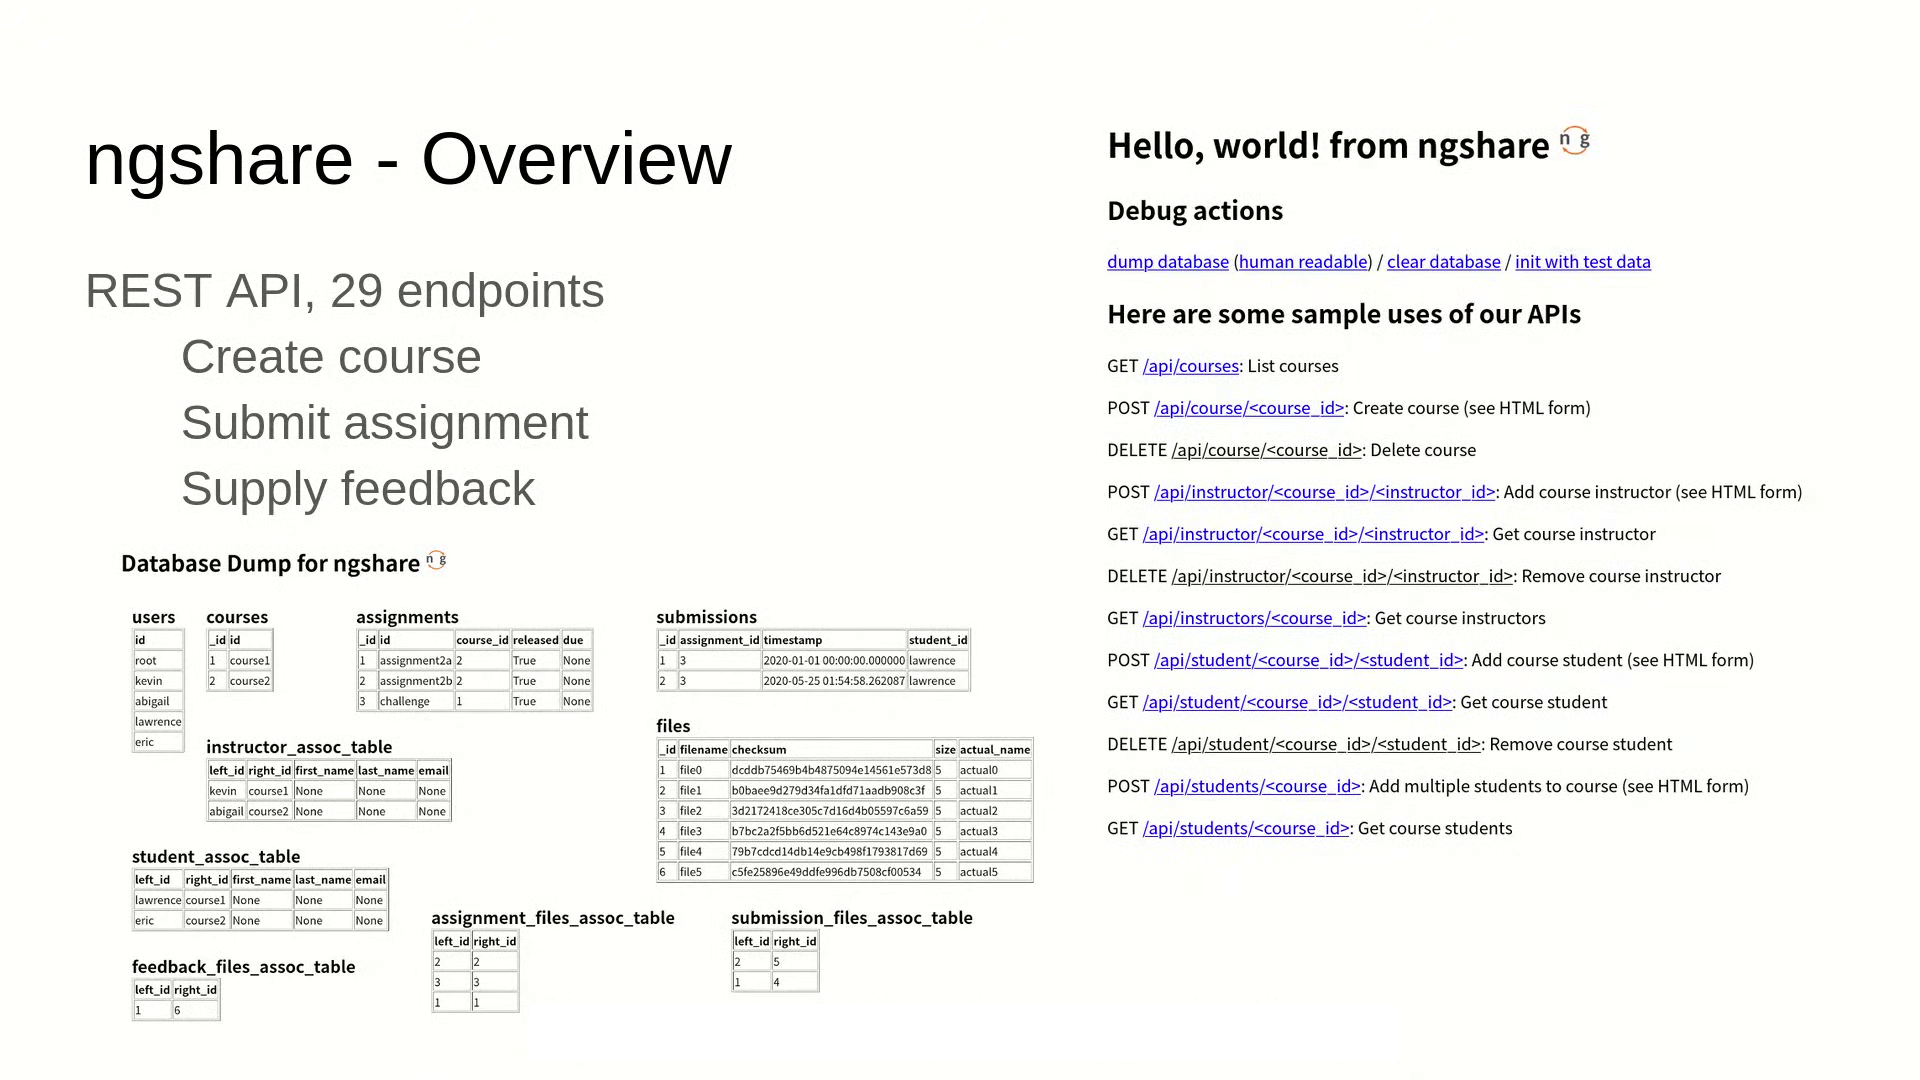 ngshare - Overview
REST API, 29 endpoints
Create course
Submit assignment
Supply feedback
Database Dump for ngshare n g
users
id
root
kevin
abigail
lawrence
eric
courses
_id id
1 course1
2 course2
assignments
_id id course_id released due
1 assignment2a 2 True None
2 assignment2b 2 True None
3 challenge 1 True None
submissions
_id assignment_id timestamp student_id
1 3 2020-01-01 00:00:00.000000 lawrence
2 3 2020-05-25 01:54:58.262087 lawrence
instructor_assoc_table
left_id right_id first_name last_name email
kevin course1 None None None
abigail course2 None None None
files
_id filename checksum size actual_name
1 file0 dcddb75469b4b4875094e14561e573d8 5 actual0
2 file1 b0baee9d279d34fa1dfd71aadb908c3f 5 actual1
3 file2 3d2172418ce305c7d16d4b05597c6a59 5 actual2
4 file3 b7bc2a2f5bb6d521e64c8974c143e9a0 5 actual3
5 file4 79b7cdcd14db14e9cb498f1793817d69 5 actual4
6 file5 c5fe25896e49ddfe996db7508cf00534 5 actual5
student_assoc_table
left_id right_id first_name last_name email
lawrence course1 None None None
eric course2 None None None
assignment_files_assoc_table
left_id right_id
2 2
3 3
1 1
submission_files_assoc_table
left_id right_id
2 5
1 4
feedback_files_assoc_table
left_id right_id
1 6
Hello, world! from ngshare n g
Debug actions
dump database (human readable) / clear database / init with test data
Here are some sample uses of our APIs
GET /api/courses: List courses
POST /api/course/<course_id>: Create course (see HTML form)
DELETE /api/course/<course_id>: Delete course
POST /api/instructor/<course_id>/<instructor_id>: Add course instructor (see HTML form)
GET /api/instructor/<course_id>/<instructor_id>: Get course instructor
DELETE /api/instructor/<course_id>/<instructor_id>: Remove course instructor
GET /api/instructors/<course_id>: Get course instructors
POST /api/student/<course_id>/<student_id>: Add course student (see HTML form)
GET /api/student/<course_id>/<student_id>: Get course student
DELETE /api/student/<course_id>/<student_id>: Remove course student
POST /api/students/<course_id>: Add multiple students to course (see HTML form)
GET /api/students/<course_id>: Get course students